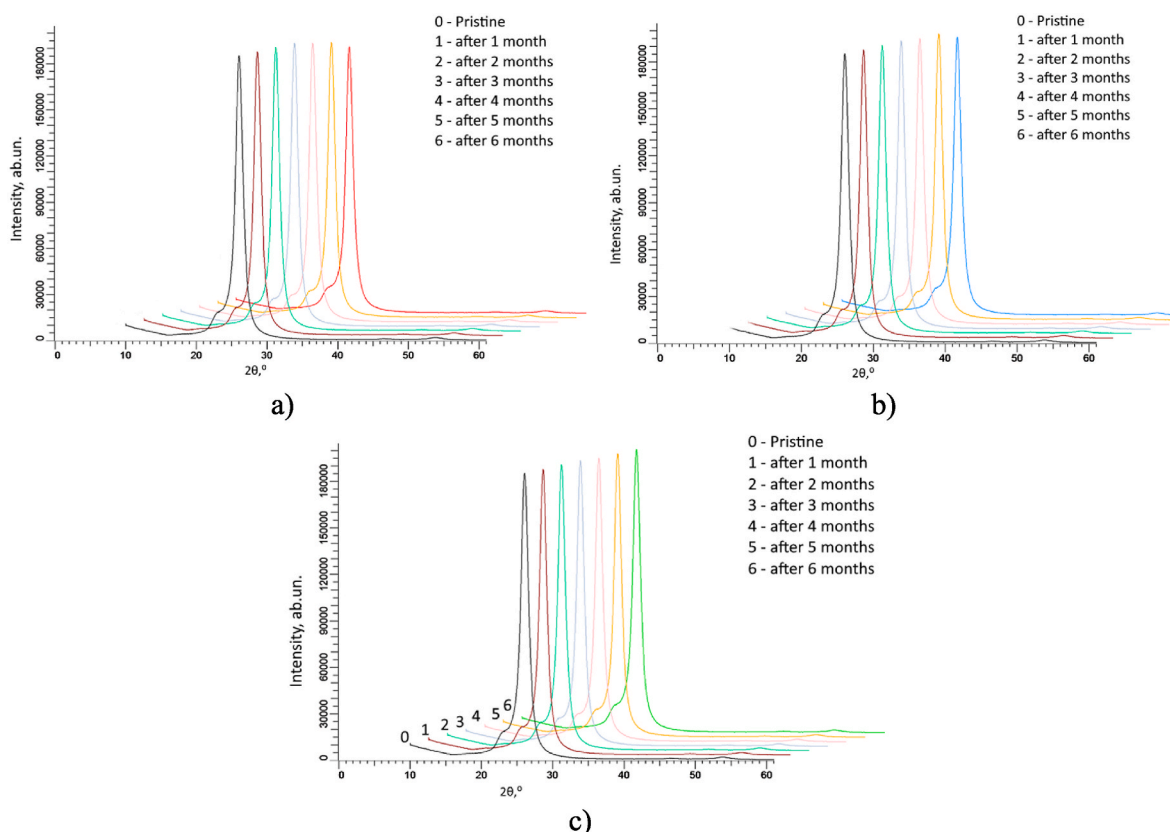 0 - Pristine
1 - after 1 month
2 - after 2 months
3 - after 3 months
4 - after 4 months
5 - after 5 months
6 - after 6 months
Intensity, ab.un.
180000
150000
120000
90000
60000
30000
0
0 10 20 30 40 50 60
2θ,º
a)
0 - Pristine
1 - after 1 month
2 - after 2 months
3 - after 3 months
4 - after 4 months
5 - after 5 months
6 - after 6 months
Intensity, ab.un.
180000
150000
120000
90000
60000
30000
0
0 10 20 30 40 50 60
2θ,º
b)
0 - Pristine
1 - after 1 month
2 - after 2 months
3 - after 3 months
4 - after 4 months
5 - after 5 months
6 - after 6 months
Intensity, ab.un.
180000
150000
120000
90000
60000
30000
0
0 1 2 3 4 5 6
0 10 20 30 40 50 60
2θ,º
c)